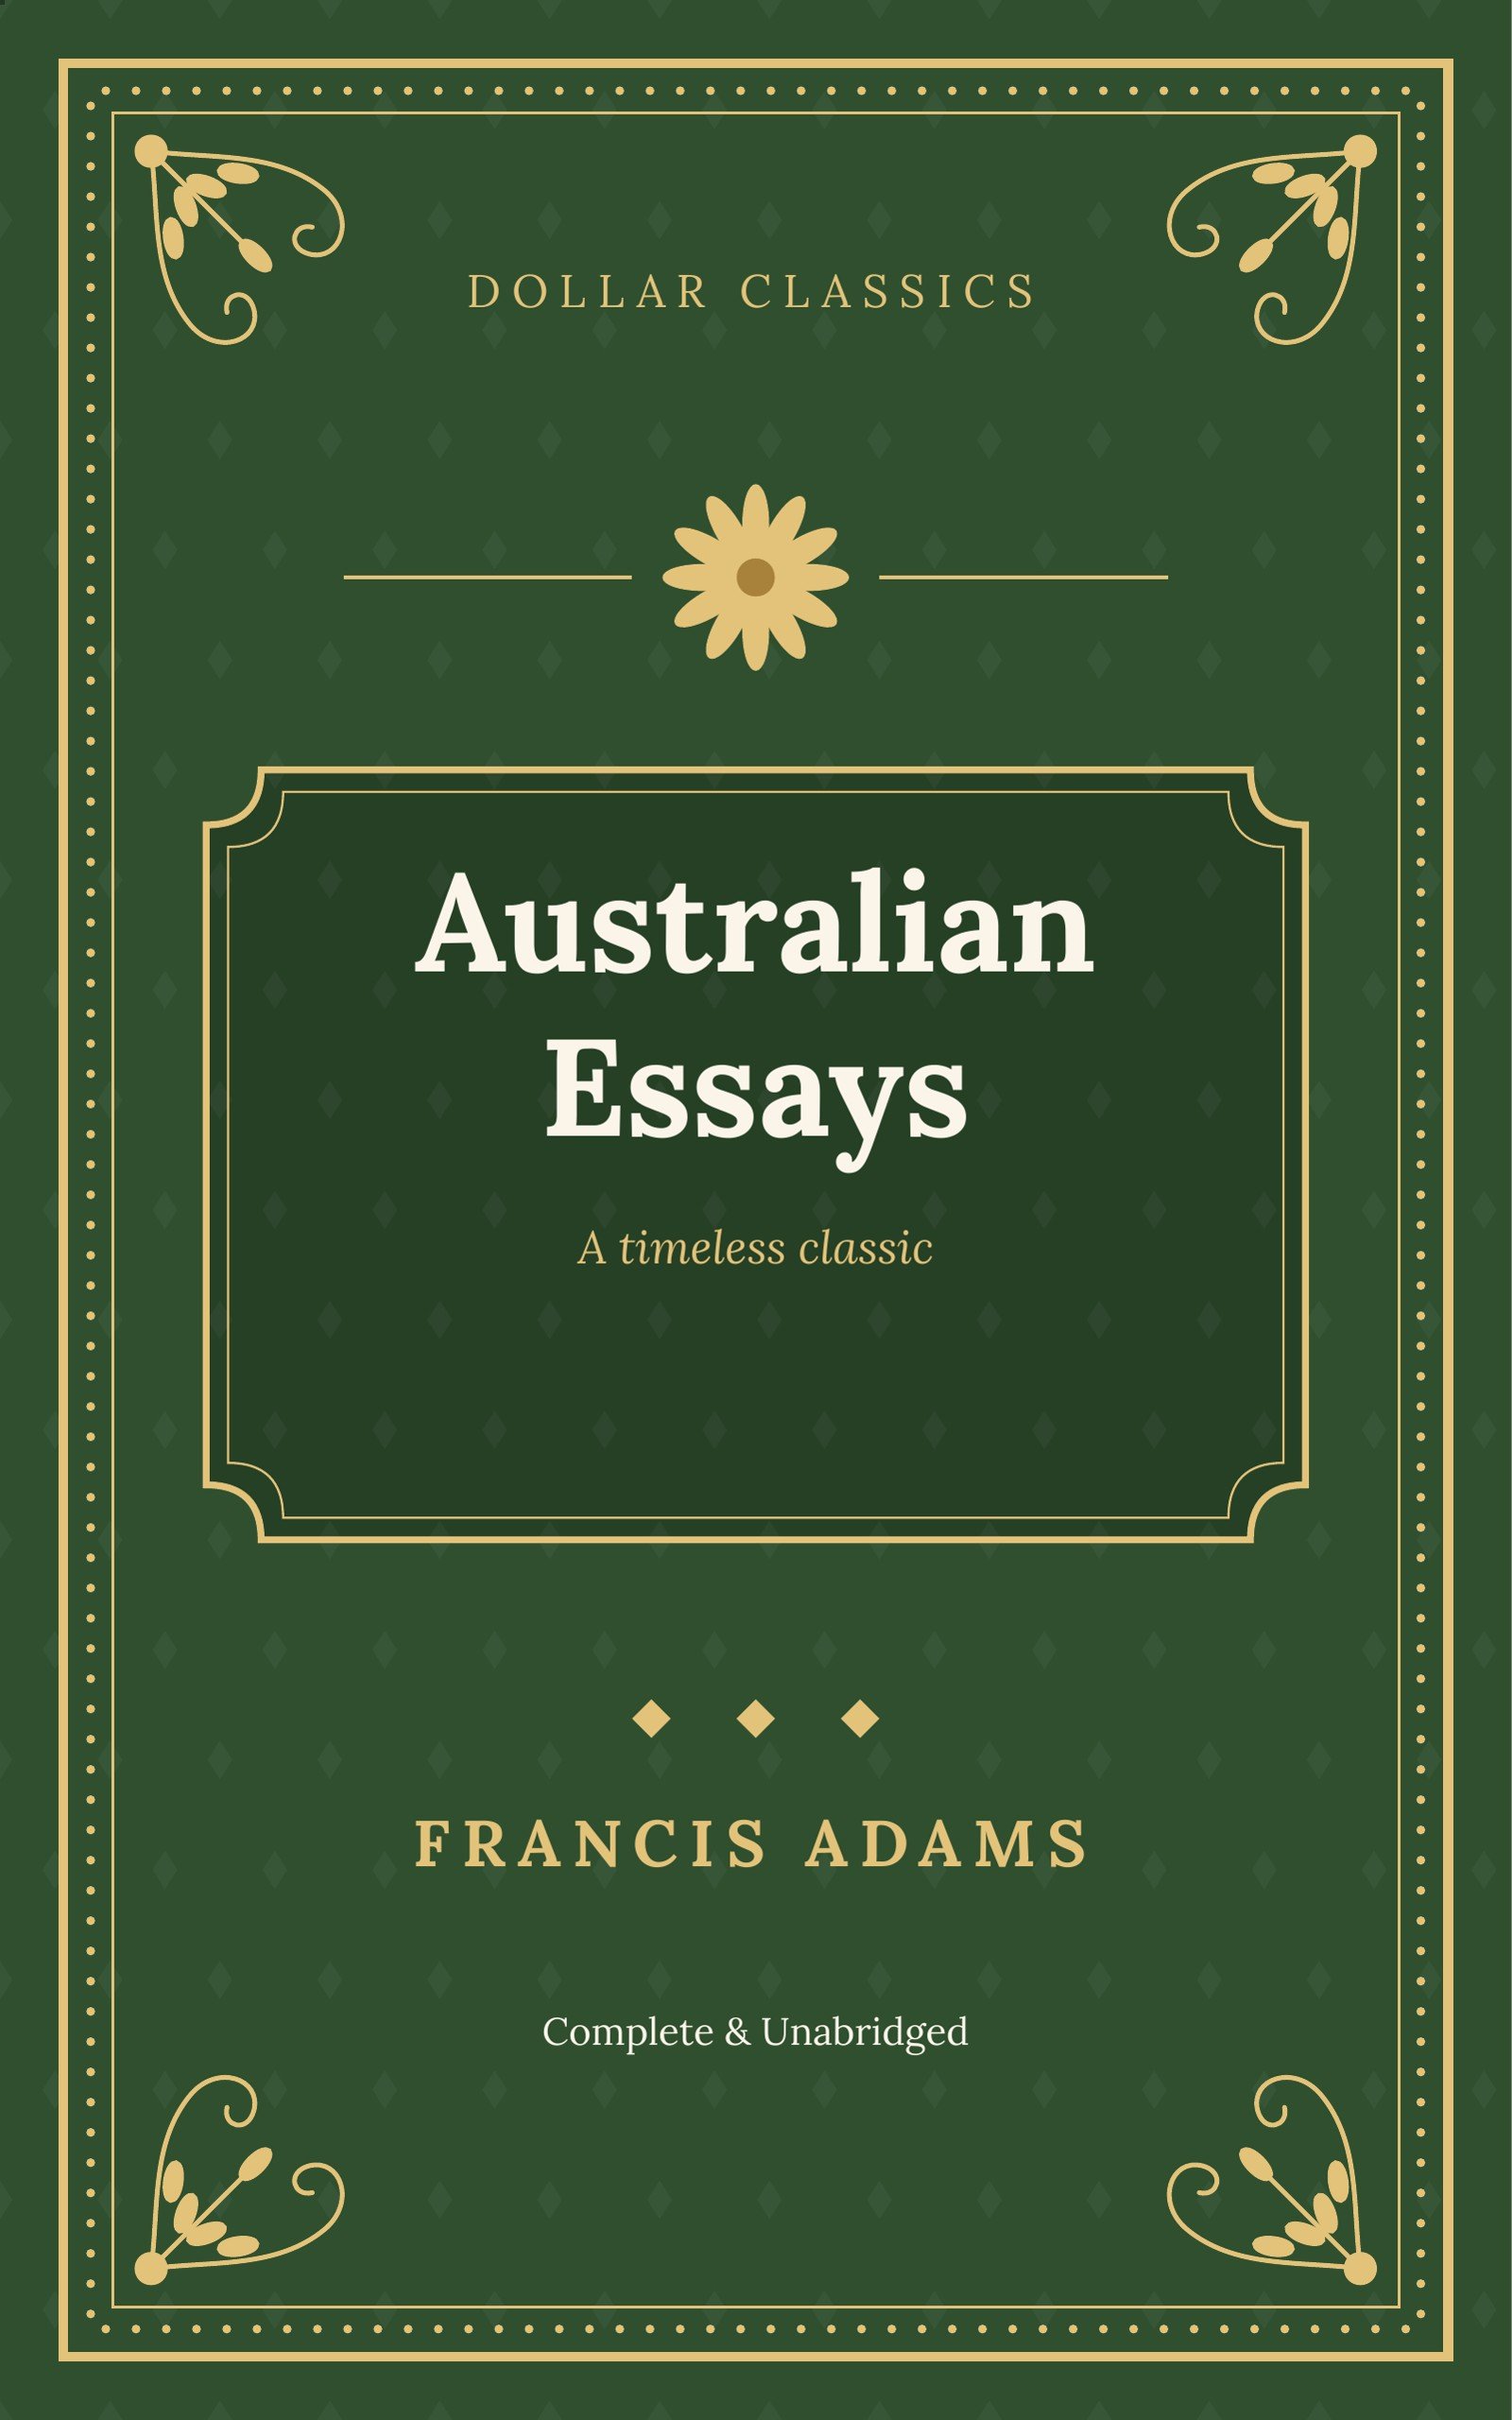 DOLLAR CLASSICS
Australian
Essays
A timeless classic
FRANCIS ADAMS
Complete & Unabridged